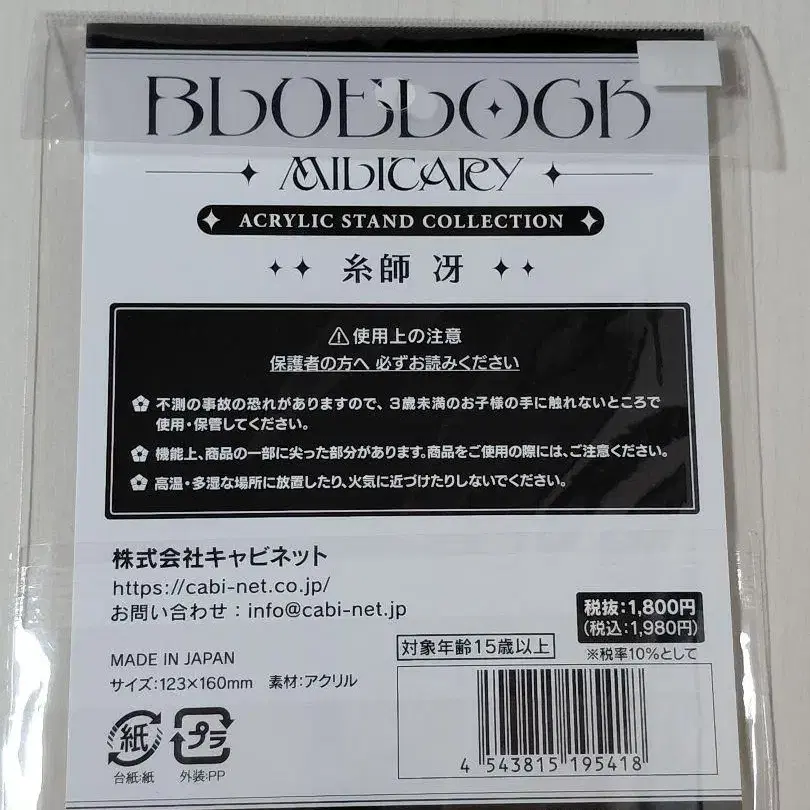 BLUELOCK
MILITARY
ACRYLIC STAND COLLECTION
糸師 冴
⚠使用上の注意
保護者の方へ 必ずお読みください
不測の事故の恐れがありますので、3歳未満のお子様の手に触れないところで
使用・保管してください。
機能上、商品の一部に尖った部分があります。商品をご使用の際には、ご注意ください。
高温・多湿な場所に放置したり、火気に近づけたりしないでください。
株式会社キャビネット
https://cabi-net.co.jp/
お問い合わせ:info@cabi-net.jp
税抜:1,800円
(税込:1,980円)
※税率10%として
対象年齢15歳以上
MADE IN JAPAN
サイズ:123×160mm 素材:アクリル
紙
台紙:紙
プラ
外装:PP
4 543815 195418